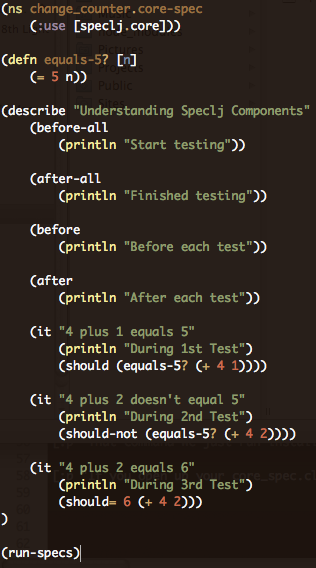 (ns change_counter.core-spec
(:use [speclj.core]))
(defn equals-5? [n]
(= 5 n))
(describe "Understanding Speclj Components"
(before-all
(println "Start testing"))
(after-all
(println "Finished testing"))
(before
(println "Before each test"))
(after
(println "After each test"))
(it "4 plus 1 equals 5"
(println "During 1st Test")
(should (equals-5? (+ 4 1))))
(it "4 plus 2 doesn't equal 5"
(println "During 2nd Test")
(should-not (equals-5? (+ 4 2))))
(it "4 plus 2 equals 6"
(println "During 3rd Test")
(should= 6 (+ 4 2)))
)
(run-specs)